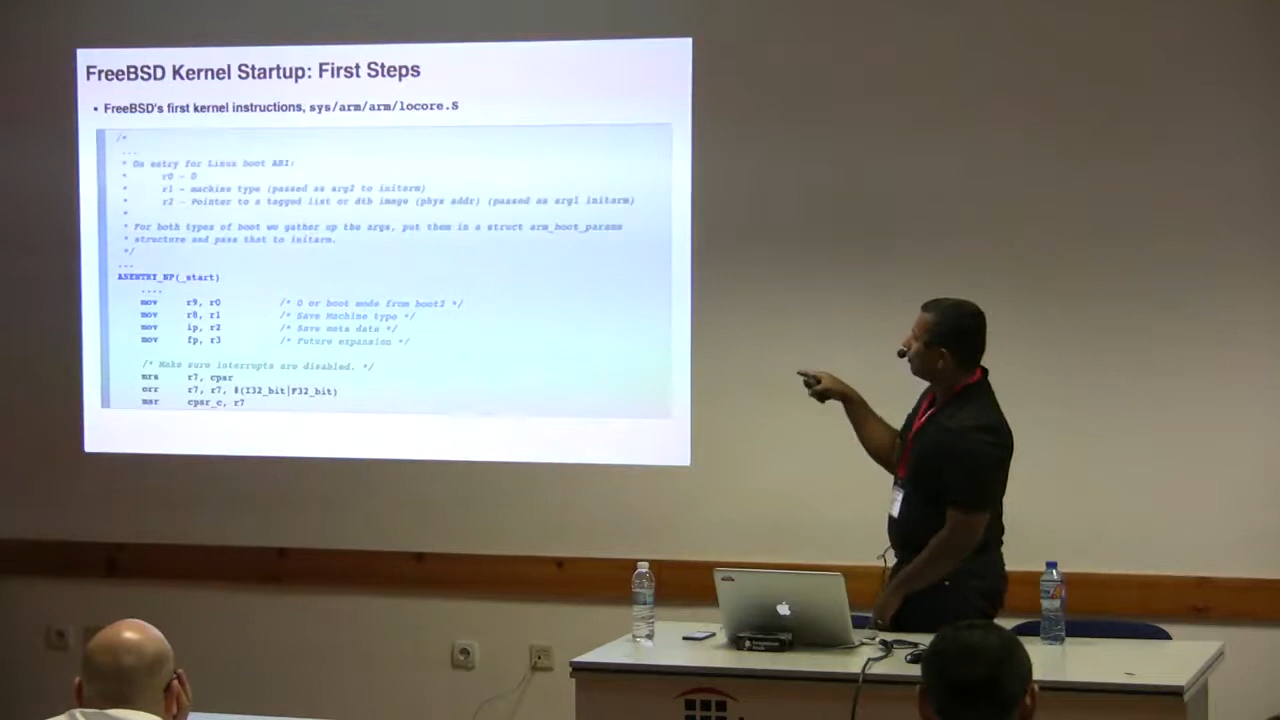 FreeBSD Kernel Startup: First Steps
• FreeBSD's first kernel instructions, sys/arm/arm/locore.S
/*
...
* On entry for Linux boot ABI:
* r0 - 0
* r1 - machine type (passed as arg2 to initarm)
* r2 - Pointer to a tagged list or dtb image (phys addr) (passed as arg1 initarm)
*
* For both types of boot we gather up the args, put them in a struct arm_boot_params
* structure and pass that to initarm.
*/
...
ASENTRY_NP(_start)
....
mov r9, r0 /* 0 or boot mode from boot2 */
mov r8, r1 /* Save Machine type */
mov ip, r2 /* Save meta data */
mov fp, r3 /* Future expansion */
/* Make sure interrupts are disabled. */
mrs r7, cpsr
orr r7, r7, #(I32_bit|F32_bit)
msr cpsr_c, r7